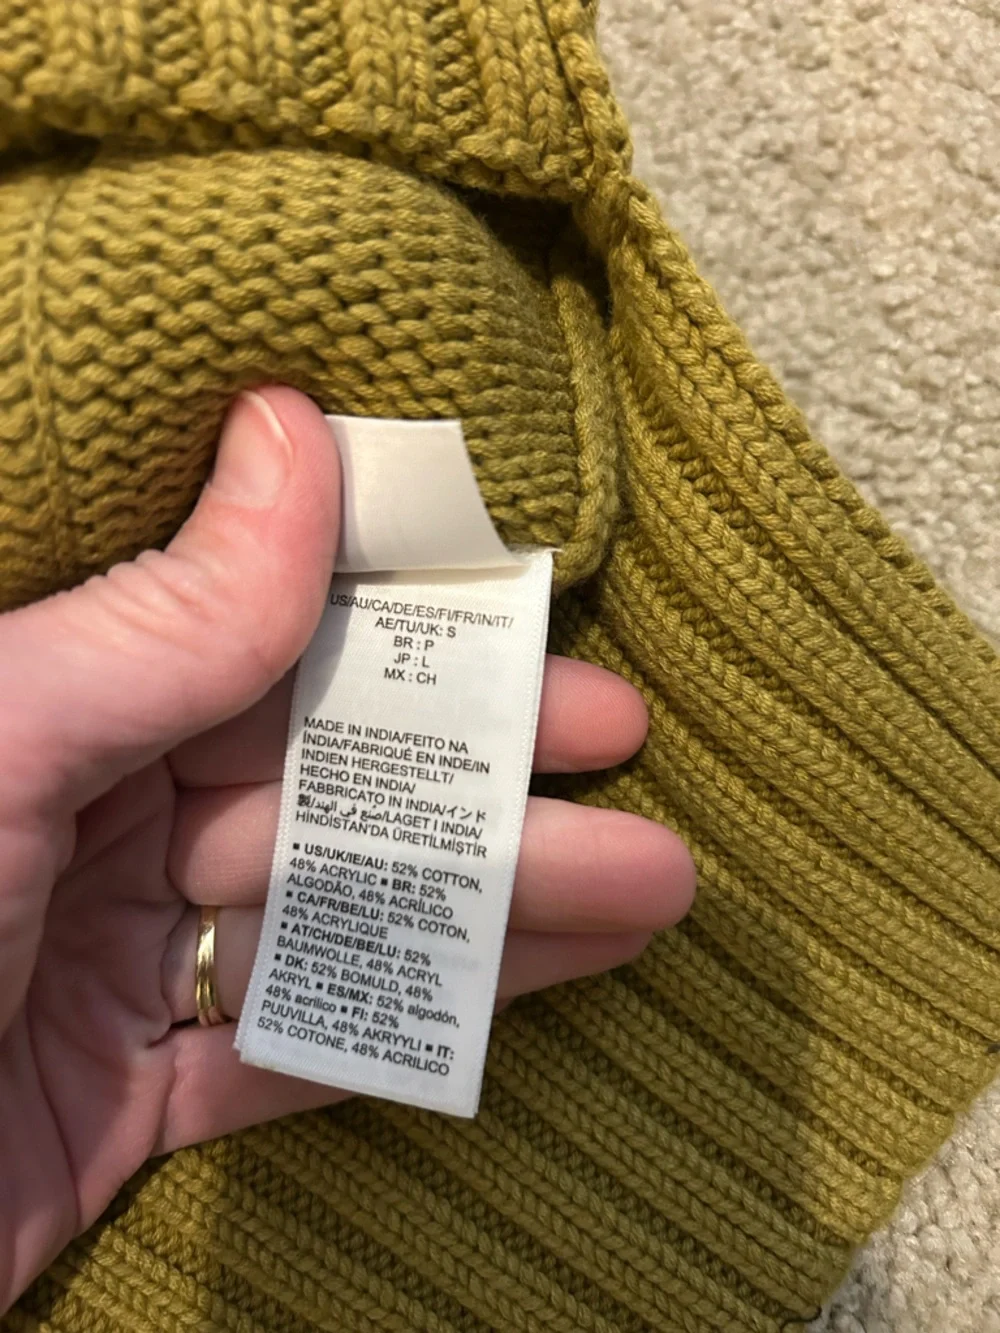 US/AU/CA/DE/ES/FI/FR/IN/IT/
AE/TU/UK: S
BR : P
JP : L
MX : CH
MADE IN INDIA/FEITO NA
ÍNDIA/FABRIQUÉ EN INDE/IN
INDIEN HERGESTELLT/
HECHO EN INDIA/
FABBRICATO IN INDIA/インド
製/صنع في الهند/LAGET I INDIA/
HİNDİSTAN'DA ÜRETİLMİŞTİR
▪ US/UK/IE/AU: 52% COTTON,
48% ACRYLIC ▪ BR: 52%
ALGODÃO, 48% ACRÍLICO
▪ CA/FR/BE/LU: 52% COTON,
48% ACRYLIQUE
▪ AT/CH/DE/BE/LU: 52%
BAUMWOLLE, 48% ACRYL
▪ DK: 52% BOMULD, 48%
AKRYL ▪ ES/MX: 52% algodón,
48% acrílico ▪ FI: 52%
PUUVILLA, 48% AKRYYLI ▪ IT:
52% COTONE, 48% ACRILICO